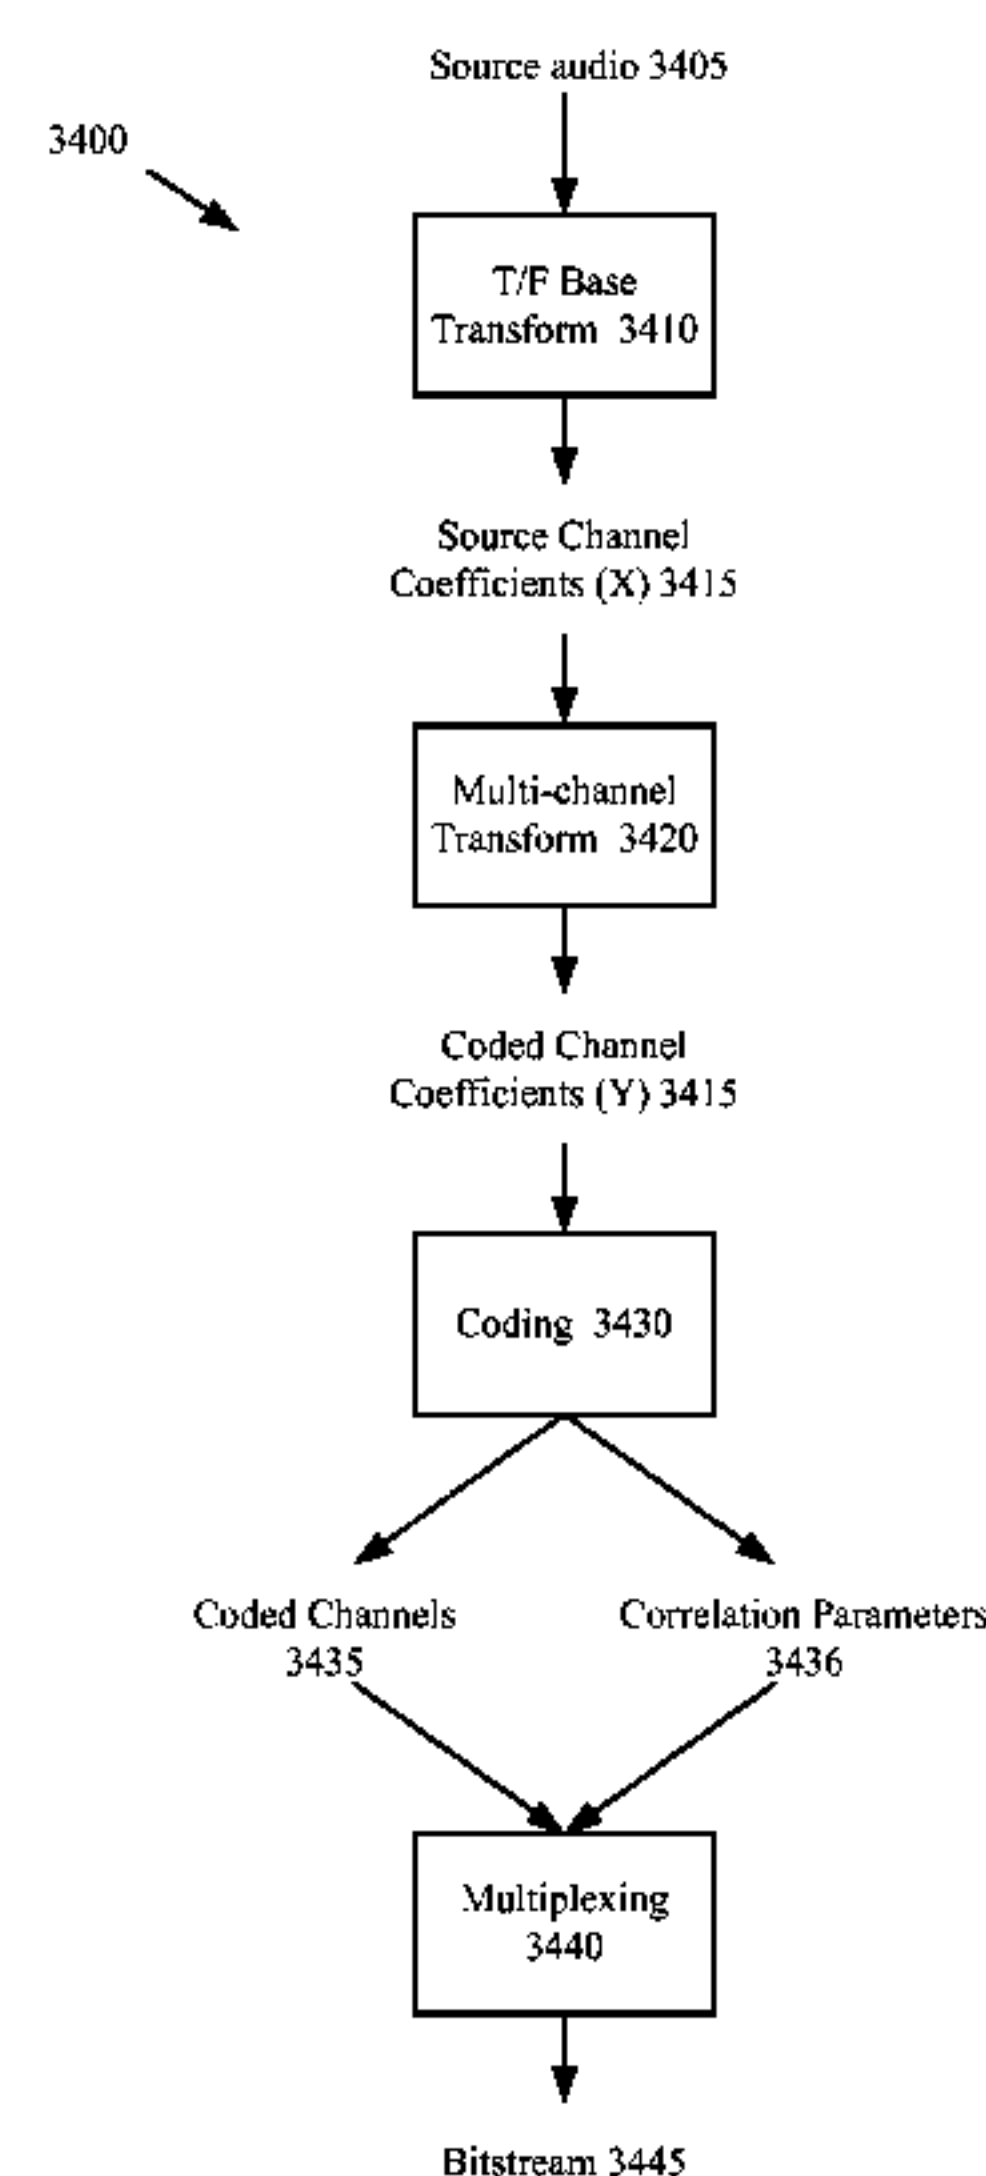 Source audio 3405
3400
T/F Base
Transform 3410
Source Channel
Coefficients (X) 3415
Multi-channel
Transform 3420
Coded Channel
Coefficients (Y) 3415
Coding 3430
Coded Channels
3435
Correlation Parameters
3436
Multiplexing
3440
Bitstream 3445